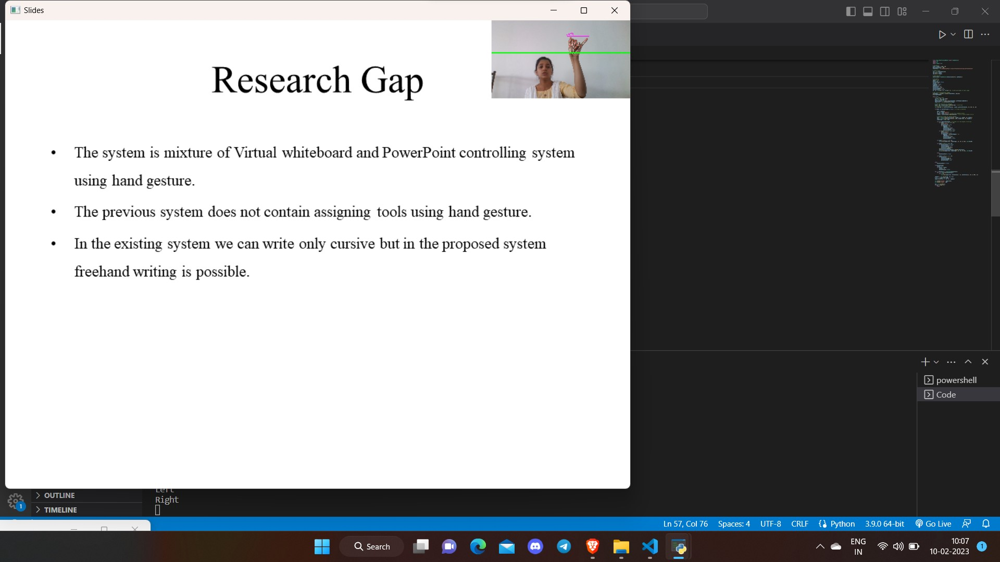 Slides
Research Gap
• The system is mixture of Virtual whiteboard and PowerPoint controlling system
using hand gesture.
• The previous system does not contain assigning tools using hand gesture.
• In the existing system we can write only cursive but in the proposed system
freehand writing is possible.
powershell
Code
OUTLINE
TIMELINE
Left
Right
1
Ln 57, Col 76 Spaces: 4 UTF-8 CRLF Python 3.9.0 64-bit Go Live
Search
ENG
IN
10:07
10-02-2023
1